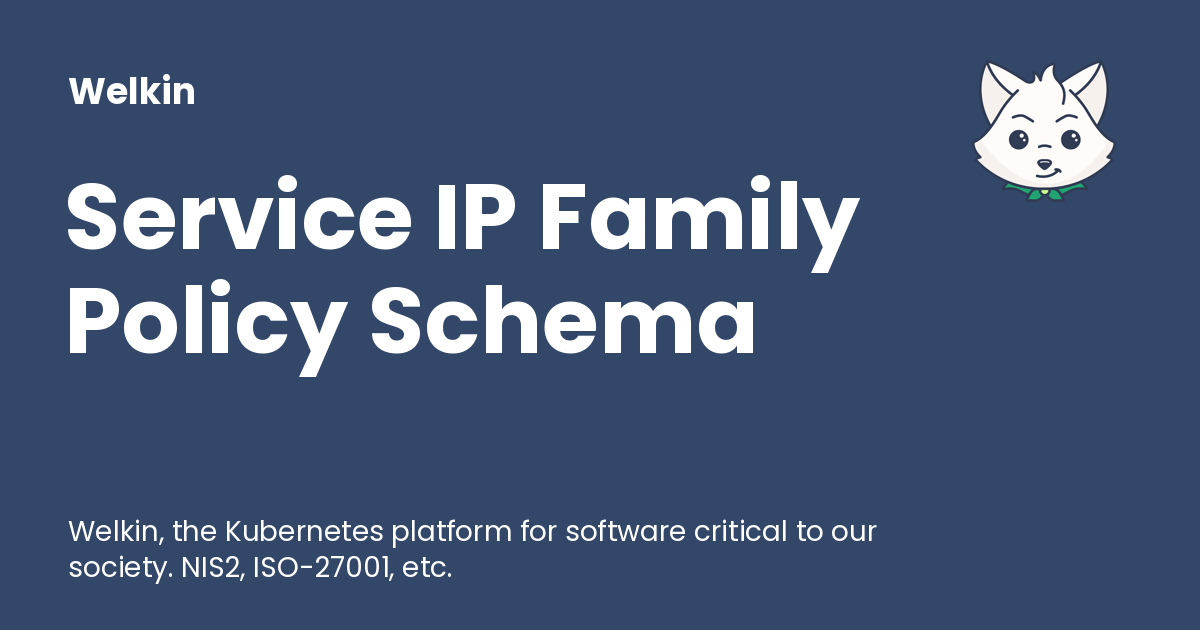 Welkin
Service IP Family
Policy Schema
Welkin, the Kubernetes platform for software critical to our
society. NIS2, ISO-27001, etc.